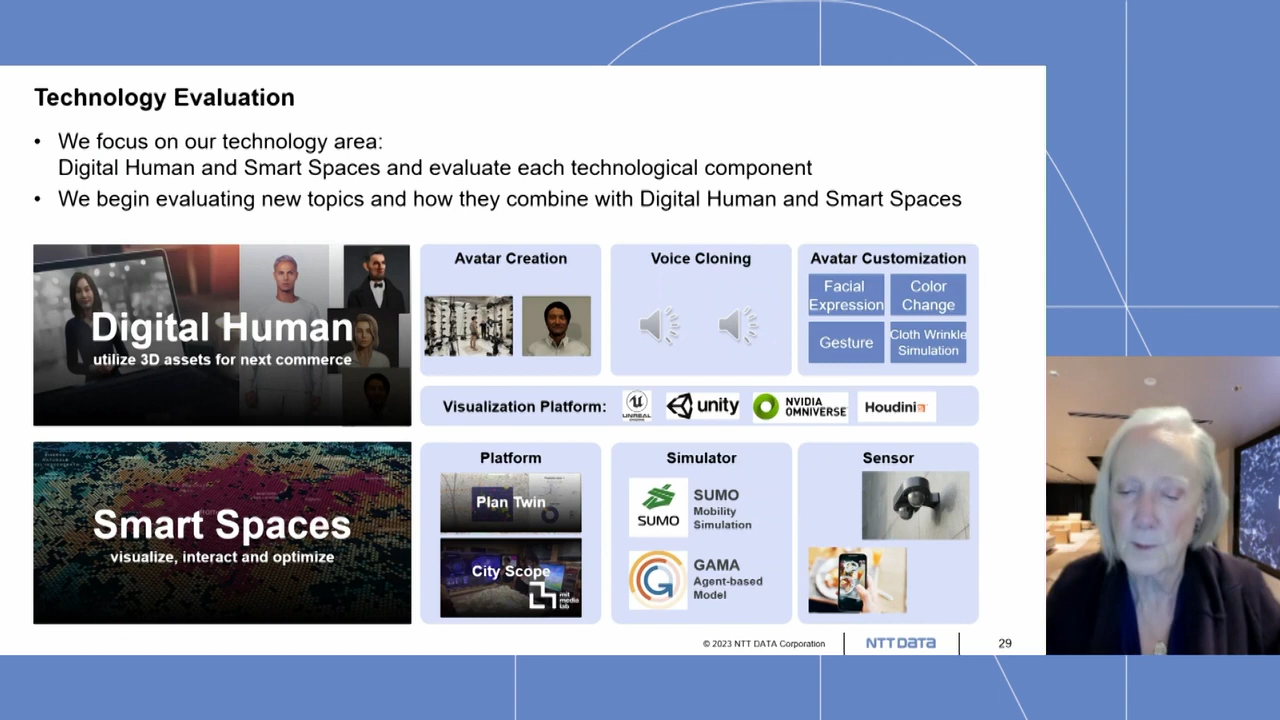 Technology Evaluation
• We focus on our technology area:
Digital Human and Smart Spaces and evaluate each technological component
• We begin evaluating new topics and how they combine with Digital Human and Smart Spaces
Digital Human
utilize 3D assets for next commerce
Avatar Creation
Voice Cloning
Avatar Customization
Facial
Expression
Color
Change
Gesture
Cloth Wrinkle
Simulation
Visualization Platform:
UNREAL
unity
NVIDIA
OMNIVERSE
Houdini
Smart Spaces
visualize, interact and optimize
Platform
Plan Twin
City Scope
mit
media
lab
Simulator
SUMO
SUMO
Mobility
Simulation
GAMA
Agent-based
Model
Sensor
© 2023 NTT DATA Corporation
NTT DATA
29